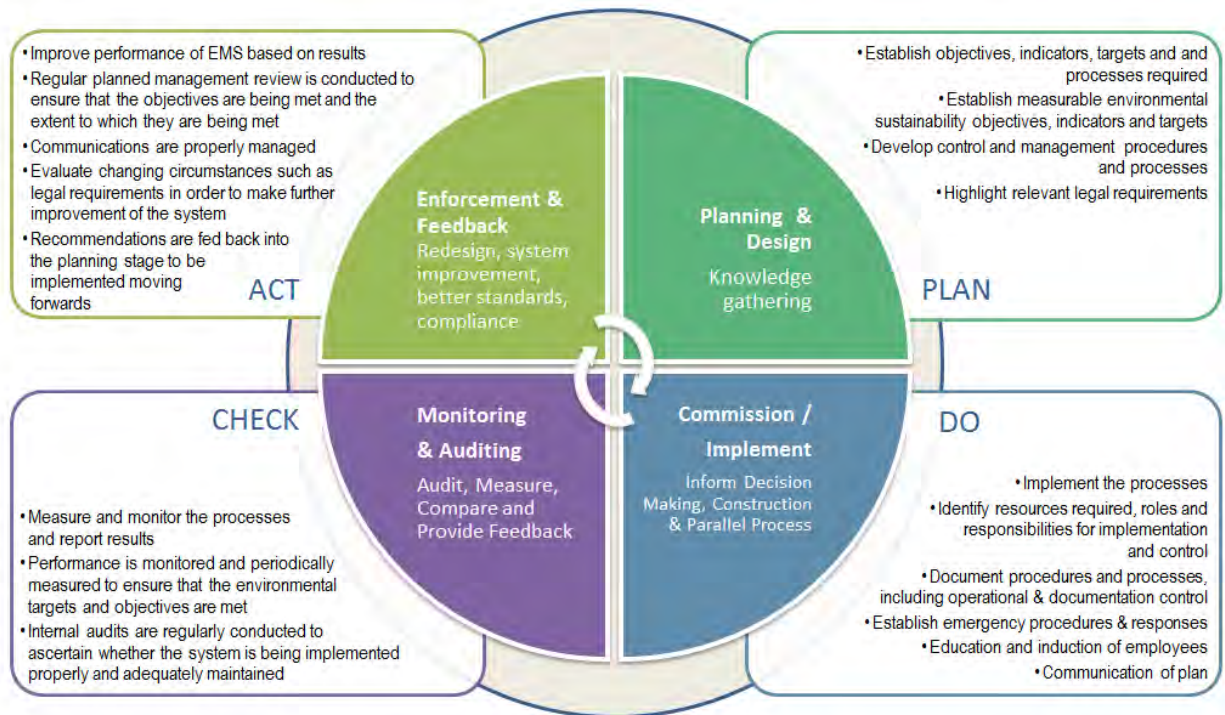 •Improve performance of EMS based on results
•Regular planned management review is conducted to
ensure that the objectives are being met and the
extent to which they are being met
•Communications are properly managed
•Evaluate changing circumstances such as
legal requirements in order to make further
improvement of the system
•Recommendations are fed back into
the planning stage to be
implemented moving
forwards
ACT
Enforcement &
Feedback
Redesign, system
improvement,
better standards,
compliance
•Establish objectives, indicators, targets and and
processes required
•Establish measurable environmental
sustainability objectives, indicators and targets
•Develop control and management procedures
and processes
•Highlight relevant legal requirements
PLAN
Planning &
Design
Knowledge
gathering
CHECK
•Measure and monitor the processes
and report results
•Performance is monitored and periodically
measured to ensure that the environmental
targets and objectives are met
•Internal audits are regularly conducted to
ascertain whether the system is being implemented
properly and adequately maintained
Monitoring
& Auditing
Audit, Measure,
Compare and
Provide Feedback
Commission /
Implement
Inform Decision
Making, Construction
& Parallel Process
DO
•Implement the processes
•Identify resources required, roles and
responsibilities for implementation
and control
•Document procedures and processes,
including operational & documentation control
•Establish emergency procedures & responses
•Education and induction of employees
•Communication of plan